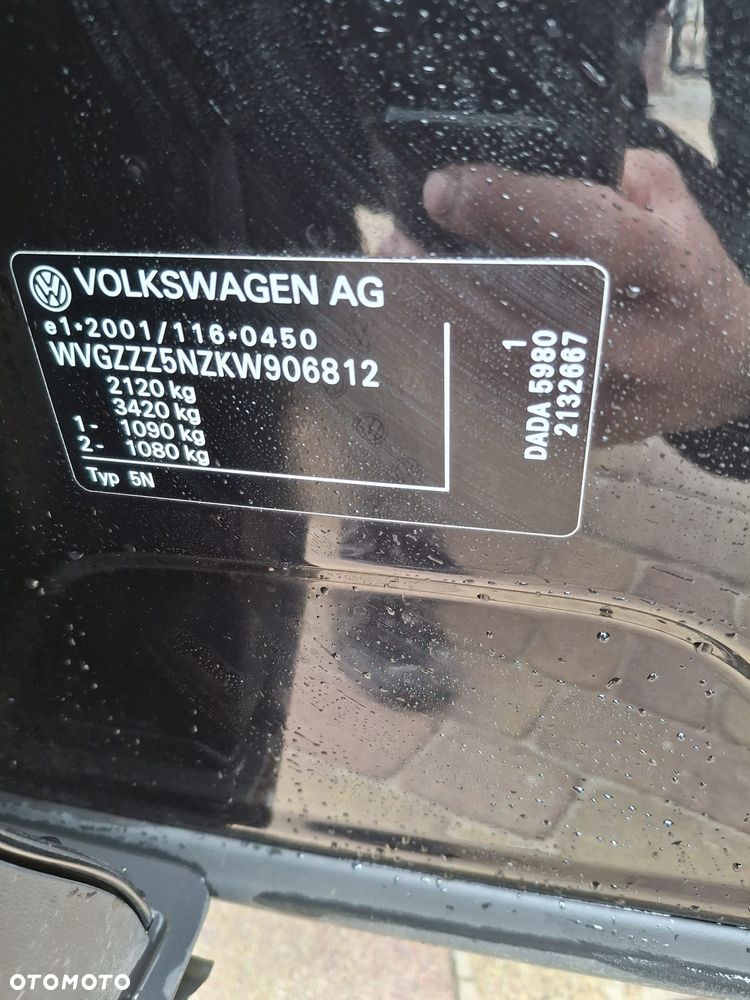 VOLKSWAGEN AG
e1*2001/116*0450
WVGZZZ5NZKW906812
2120 kg
3420 kg
1- 1090 kg
2- 1080 kg
Typ 5N
1
DADA 5980
2132667
OTOMOTO